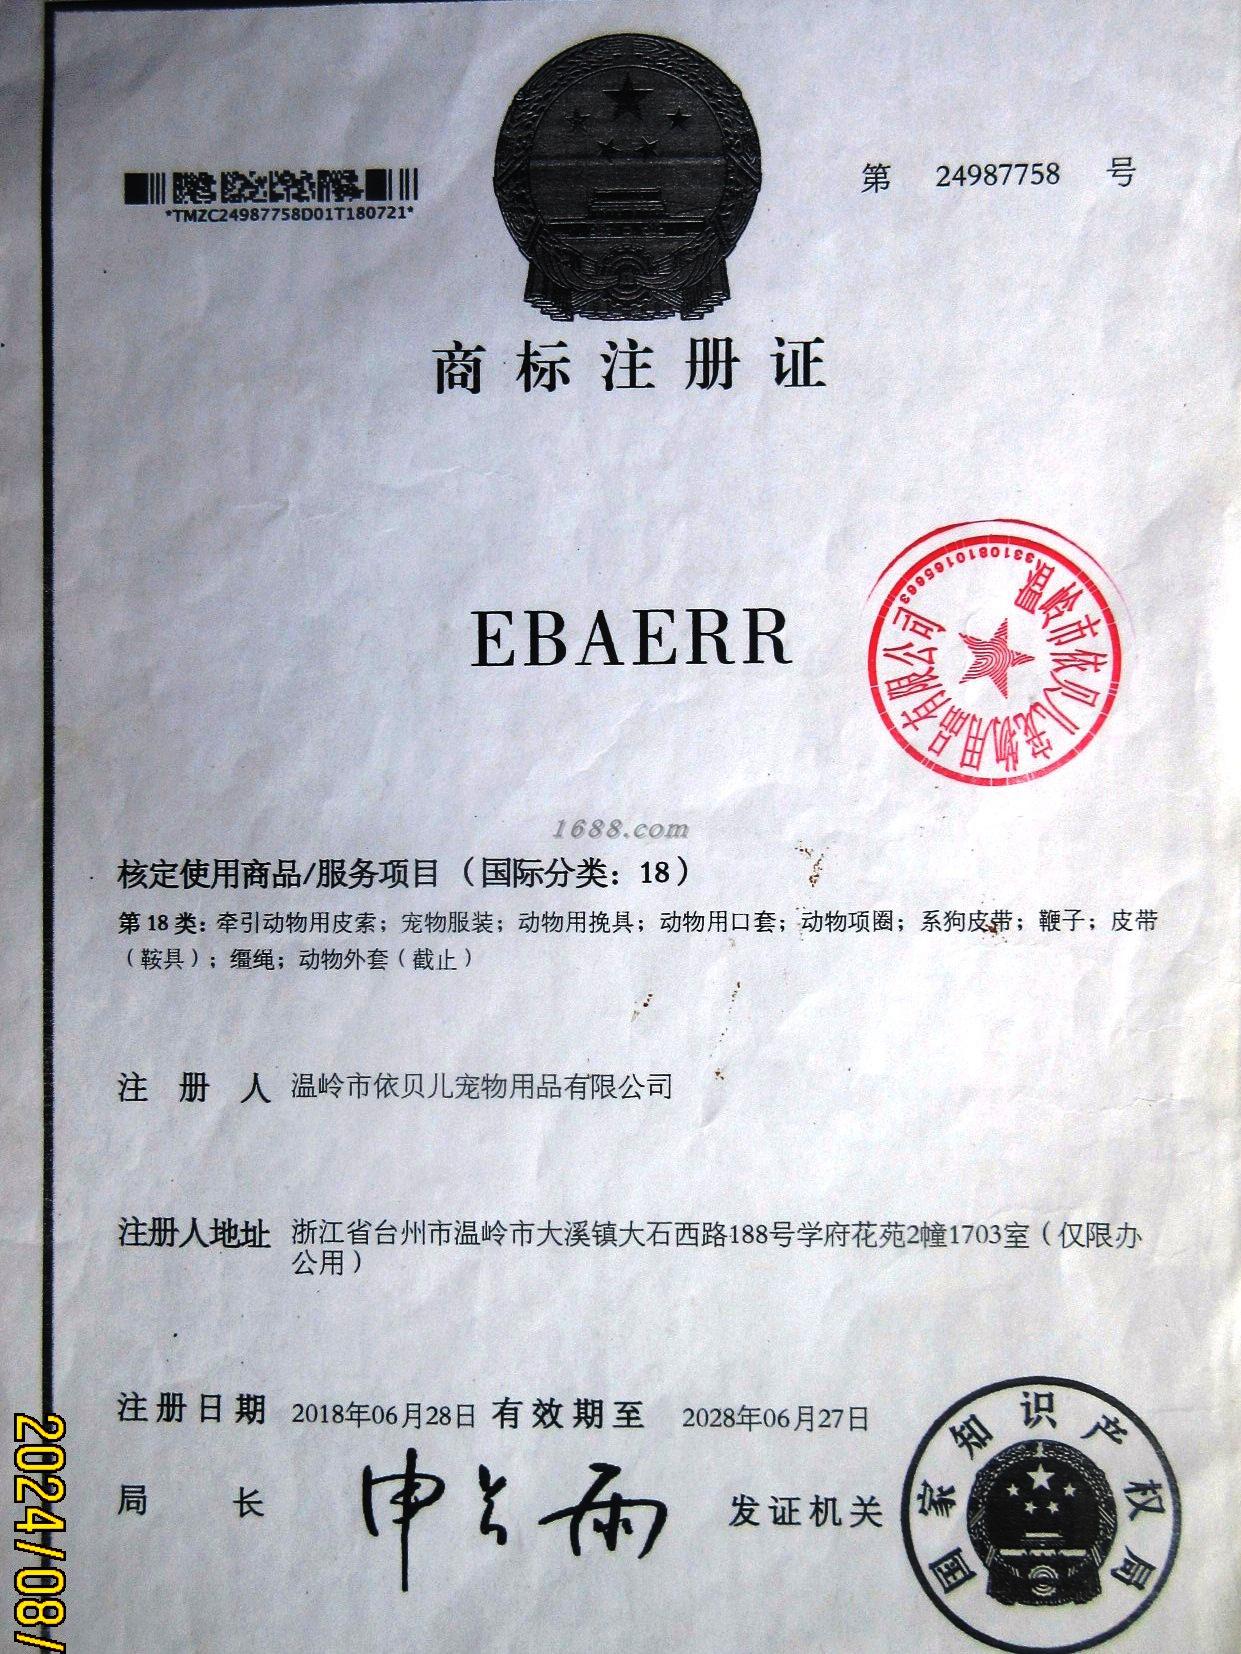 第 24987758 号
*TMZC24987758D01T180721*
商标注册证
EBAERR
温岭市依贝儿宠物用品有限公司
3310810165663
1688.com
核定使用商品/服务项目（国际分类：18）
第18类：牵引动物用皮索；宠物服装；动物用挽具；动物用口套；动物项圈；系狗皮带；鞭子；皮带
（鞍具）；缰绳；动物外套（截止）
注册人 温岭市依贝儿宠物用品有限公司
注册人地址 浙江省台州市温岭市大溪镇大石西路188号学府花苑2幢1703室（仅限办
公用）
注册日期 2018年06月28日 有效期至 2028年06月27日
局长 申长雨 发证机关
国家知识产权局
2024/08/